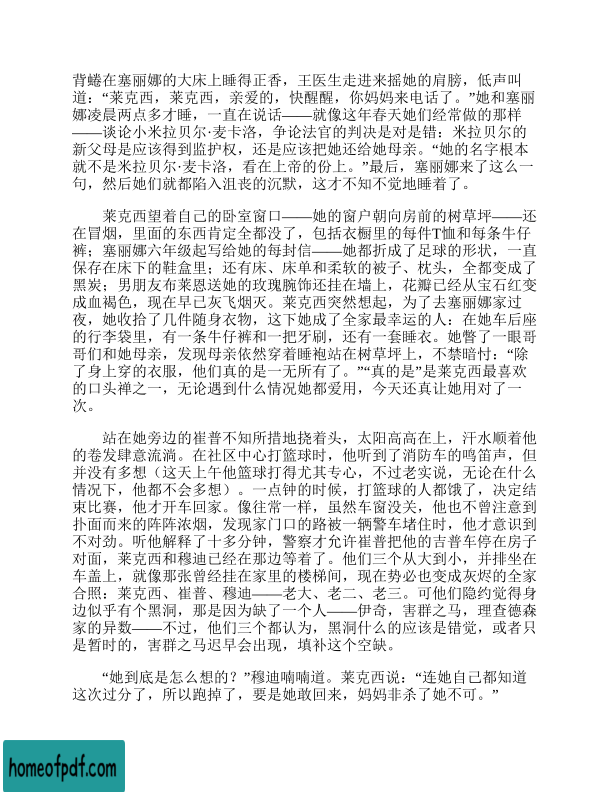 背蜷在塞丽娜的大床上睡得正香，王医生走进来摇她的肩膀，低声叫
道：“莱克西，莱克西，亲爱的，快醒醒，你妈妈来电话了。”她和塞丽
娜凌晨两点多才睡，一直在说话——就像这年春天她们经常做的那样
——谈论小米拉贝尔·麦卡洛，争论法官的判决是对是错；米拉贝尔的
新父母是应该得到监护权，还是应该把她还给她母亲。“她的名字根本
就不是米拉贝尔·麦卡洛，看在上帝的份上。”最后，塞丽娜来了这么一
句，然后她们就都陷入沮丧的沉默，这才不知不觉地睡着了。
莱克西望着自己的卧室窗口——她的窗户朝向房前的树草坪——还
在冒烟，里面的东西肯定全都没了，包括衣橱里的每件T恤和每条牛仔
裤；塞丽娜六年级起写给她的每封信——她都折成了足球的形状，一直
保存在床下的鞋盒里；还有床、床单和柔软的被子、枕头，全都变成了
黑炭；男朋友布莱恩送她的玫瑰腕饰还挂在墙上，花瓣已经从宝石红变
成血褐色，现在早已灰飞烟灭。莱克西突然想起，为了去塞丽娜家过
夜，她收拾了几件随身衣物，这下她成了全家最幸运的人：在她车后座
的行李袋里，有一条牛仔裤和一把牙刷，还有一套睡衣。她瞥了一眼哥
哥们和她母亲，发现母亲依然穿着睡袍站在树草坪上，不禁暗忖：“除
了身上穿的衣服，他们真的是一无所有了。”“真的是”是莱克西最喜欢
的口头禅之一，无论遇到什么情况她都爱用，今天还真让她用对了一
次。
站在她旁边的崔普不知所措地挠着头，太阳高高在上，汗水顺着他
的卷发肆意流淌。在社区中心打篮球时，他听到了消防车的鸣笛声，但
并没有多想（这天上午他篮球打得尤其专心，不过老实说，无论在什么
情况下，他都不会多想）。一点钟的时候，打篮球的人都饿了，决定结
束比赛，他才开车回家。像往常一样，虽然车窗没关，他也不曾注意到
扑面而来的阵阵浓烟，发现家门口的路被一辆警车堵住时，他才意识到
不对劲。听他解释了十多分钟，警察才允许崔普把他的吉普车停在房子
对面，莱克西和穆迪已经在那边等着了。他们三个从大到小，并排坐在
车盖上，就像那张曾经挂在家里的楼梯间，现在势必也变成灰烬的全家
合照：莱克西、崔普、穆迪——老大、老二、老三。可他们隐约觉得身
边似乎有个黑洞，那是因为缺了一个人——伊奇，害群之马，理查德森
家的异数——不过，他们三个都认为，黑洞什么的应该是错觉，或者只
是暂时的，害群之马迟早会出现，填补这个空缺。
“她到底是怎么想的？”穆迪喃喃道。莱克西说：“连她自己都知道
这次过分了，所以跑掉了，要是她敢回来，妈妈非杀了她不可。”
homeofpdf.com